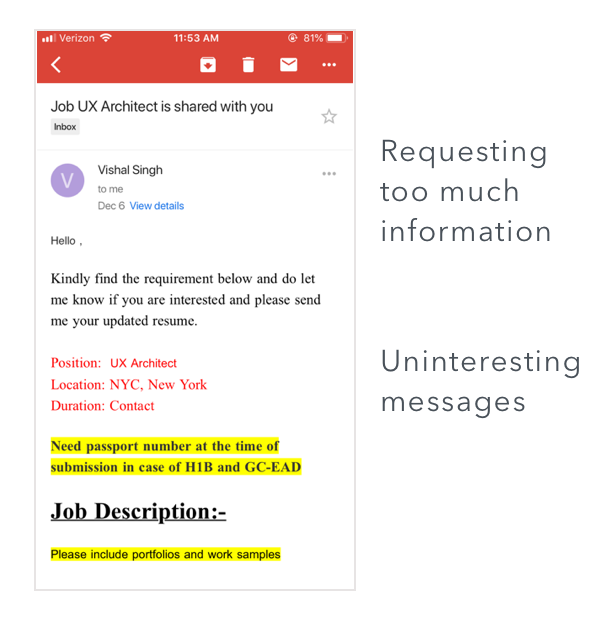 Verizon 11:53 AM 81%
Job UX Architect is shared with you
Inbox
V
Vishal Singh
to me
Dec 6 View details
Hello ,
Kindly find the requirement below and do let
me know if you are interested and please send
me your updated resume.
Position: UX Architect
Location: NYC, New York
Duration: Contact
Need passport number at the time of
submission in case of H1B and GC-EAD
Job Description:-
Please include portfolios and work samples
Requesting
too much
information
Uninteresting
messages